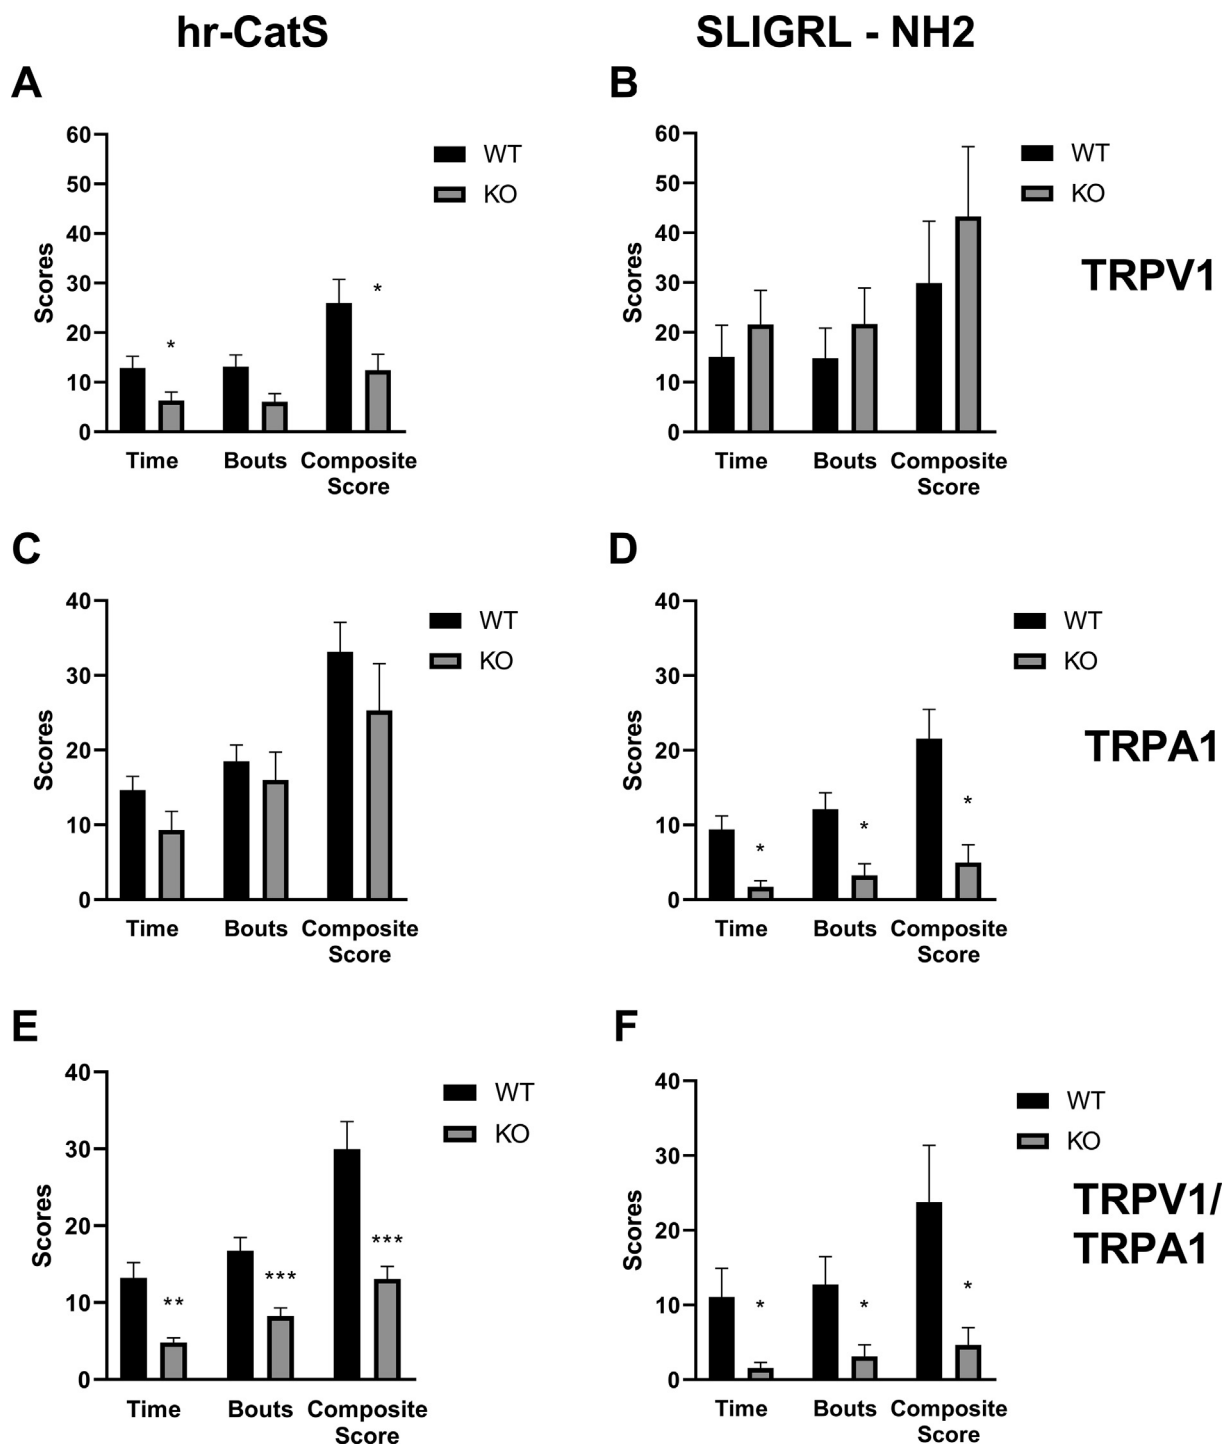 hr-CatS
SLIGRL - NH2
A
60
50
40
30
20
10
0
Scores
WT
KO
*
*
Time
Bouts
Composite
Score
B
60
50
40
30
20
10
0
Scores
WT
KO
Time
Bouts
Composite
Score
TRPV1
C
40
30
20
10
0
Scores
WT
KO
Time
Bouts
Composite
Score
D
40
30
20
10
0
Scores
WT
KO
*
*
*
Time
Bouts
Composite
Score
TRPA1
E
40
30
20
10
0
Scores
WT
KO
**
***
***
Time
Bouts
Composite
Score
F
40
30
20
10
0
Scores
WT
KO
*
*
*
Time
Bouts
Composite
Score
TRPV1/
TRPA1